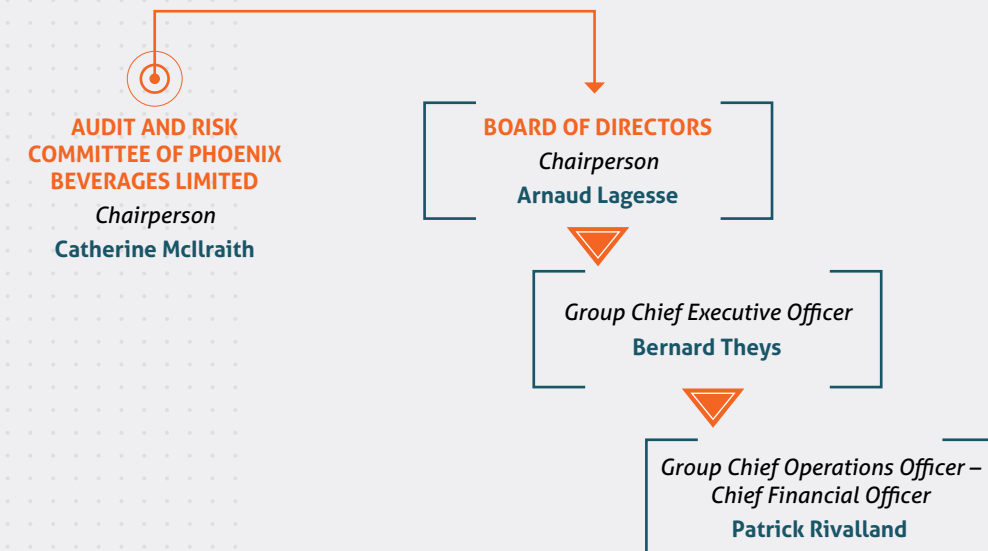 AUDIT AND RISK
COMMITTEE OF PHOENIX
BEVERAGES LIMITED
Chairperson
Catherine McIlraith
BOARD OF DIRECTORS
Chairperson
Arnaud Lagesse
Group Chief Executive Officer
Bernard Theys
Group Chief Operations Officer –
Chief Financial Officer
Patrick Rivalland